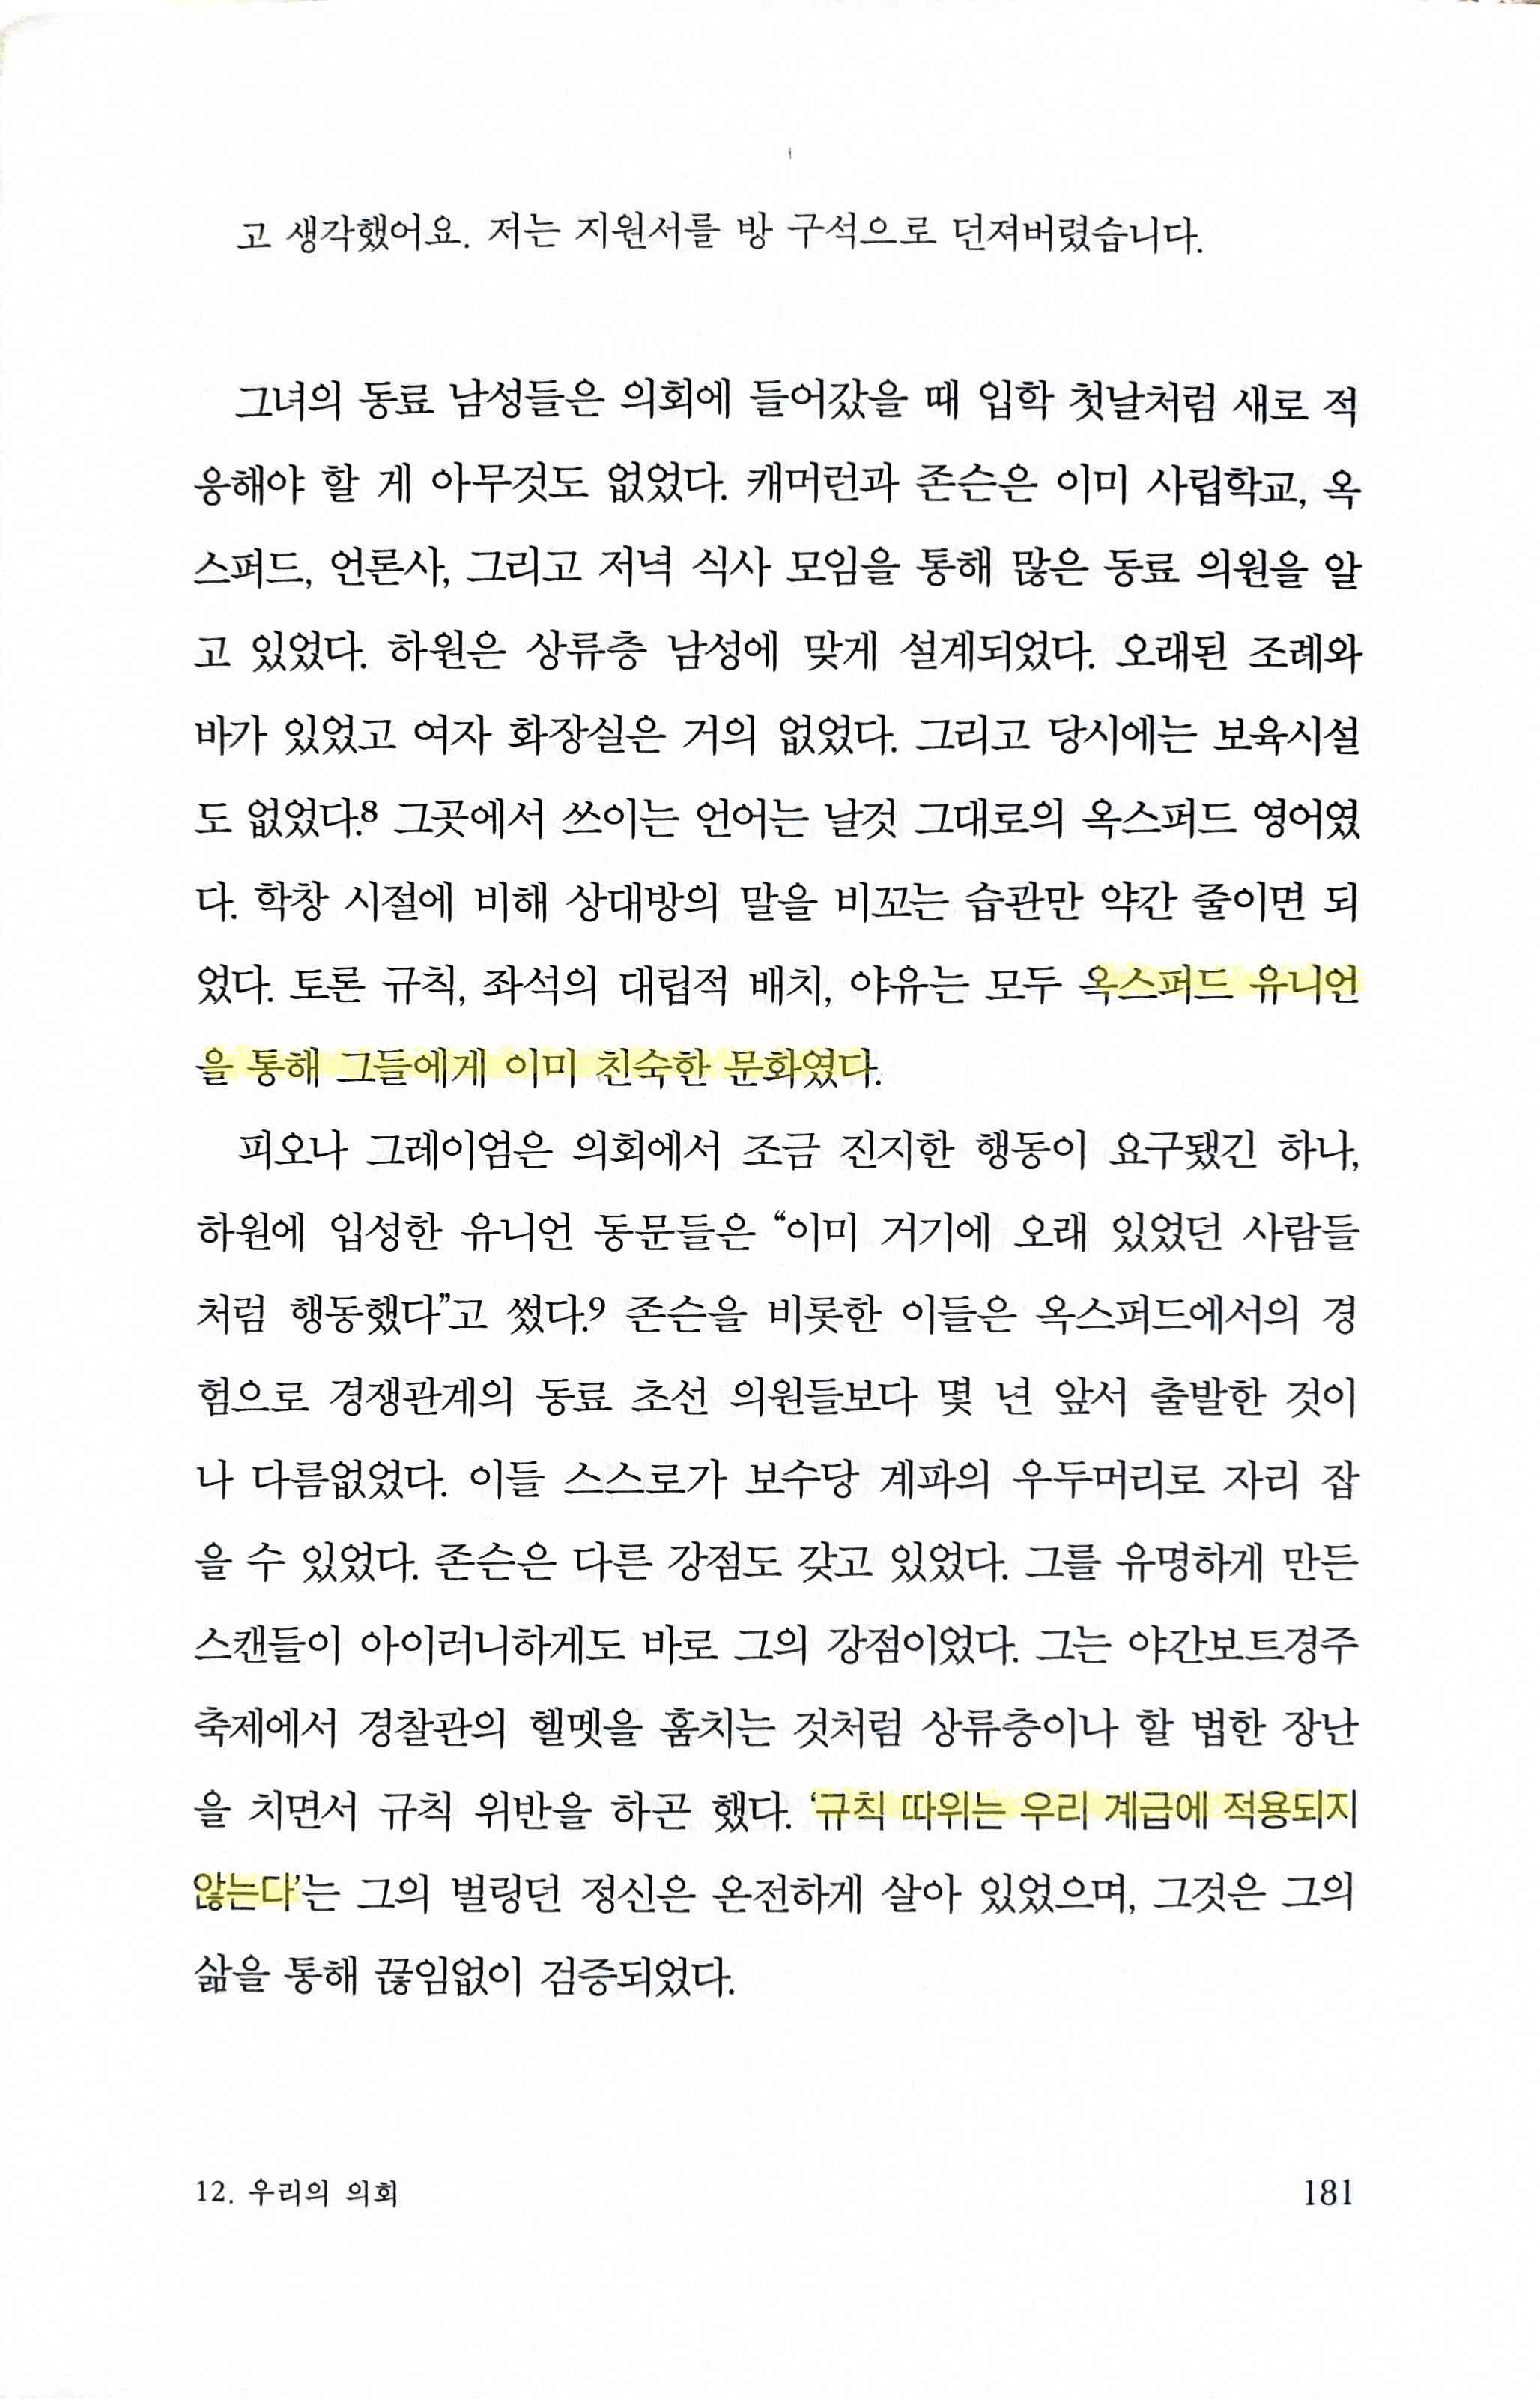 고 생각했어요. 저는 지원서를 방 구석으로 던져버렸습니다.
그녀의 동료 남성들은 의회에 들어갔을 때 입학 첫날처럼 새로 적
응해야 할 게 아무것도 없었다. 캐머런과 존슨은 이미 사립학교, 옥
스퍼드, 언론사, 그리고 저녁 식사 모임을 통해 많은 동료 의원을 알
고 있었다. 하원은 상류층 남성에 맞게 설계되었다. 오래된 조례와
바가 있었고 여자 화장실은 거의 없었다. 그리고 당시에는 보육시설
도 없었다.8 그곳에서 쓰이는 언어는 날것 그대로의 옥스퍼드 영어였
다. 학창 시절에 비해 상대방의 말을 비꼬는 습관만 약간 줄이면 되
었다. 토론 규칙, 좌석의 대립적 배치, 야유는 모두 옥스퍼드 유니언
을 통해 그들에게 이미 친숙한 문화였다.
피오나 그레이엄은 의회에서 조금 진지한 행동이 요구됐긴 하나,
하원에 입성한 유니언 동문들은 “이미 거기에 오래 있었던 사람들
처럼 행동했다”고 썼다.9 존슨을 비롯한 이들은 옥스퍼드에서의 경
험으로 경쟁관계의 동료 초선 의원들보다 몇 년 앞서 출발한 것이
나 다름없었다. 이들 스스로가 보수당 계파의 우두머리로 자리 잡
을 수 있었다. 존슨은 다른 강점도 갖고 있었다. 그를 유명하게 만든
스캔들이 아이러니하게도 바로 그의 강점이었다. 그는 야간보트경주
축제에서 경찰관의 헬멧을 훔치는 것처럼 상류층이나 할 법한 장난
을 치면서 규칙 위반을 하곤 했다. ‘규칙 따위는 우리 계급에 적용되지
않는다’는 그의 벌링던 정신은 온전하게 살아 있었으며, 그것은 그의
삶을 통해 끊임없이 검증되었다.
12. 우리의 의회
181